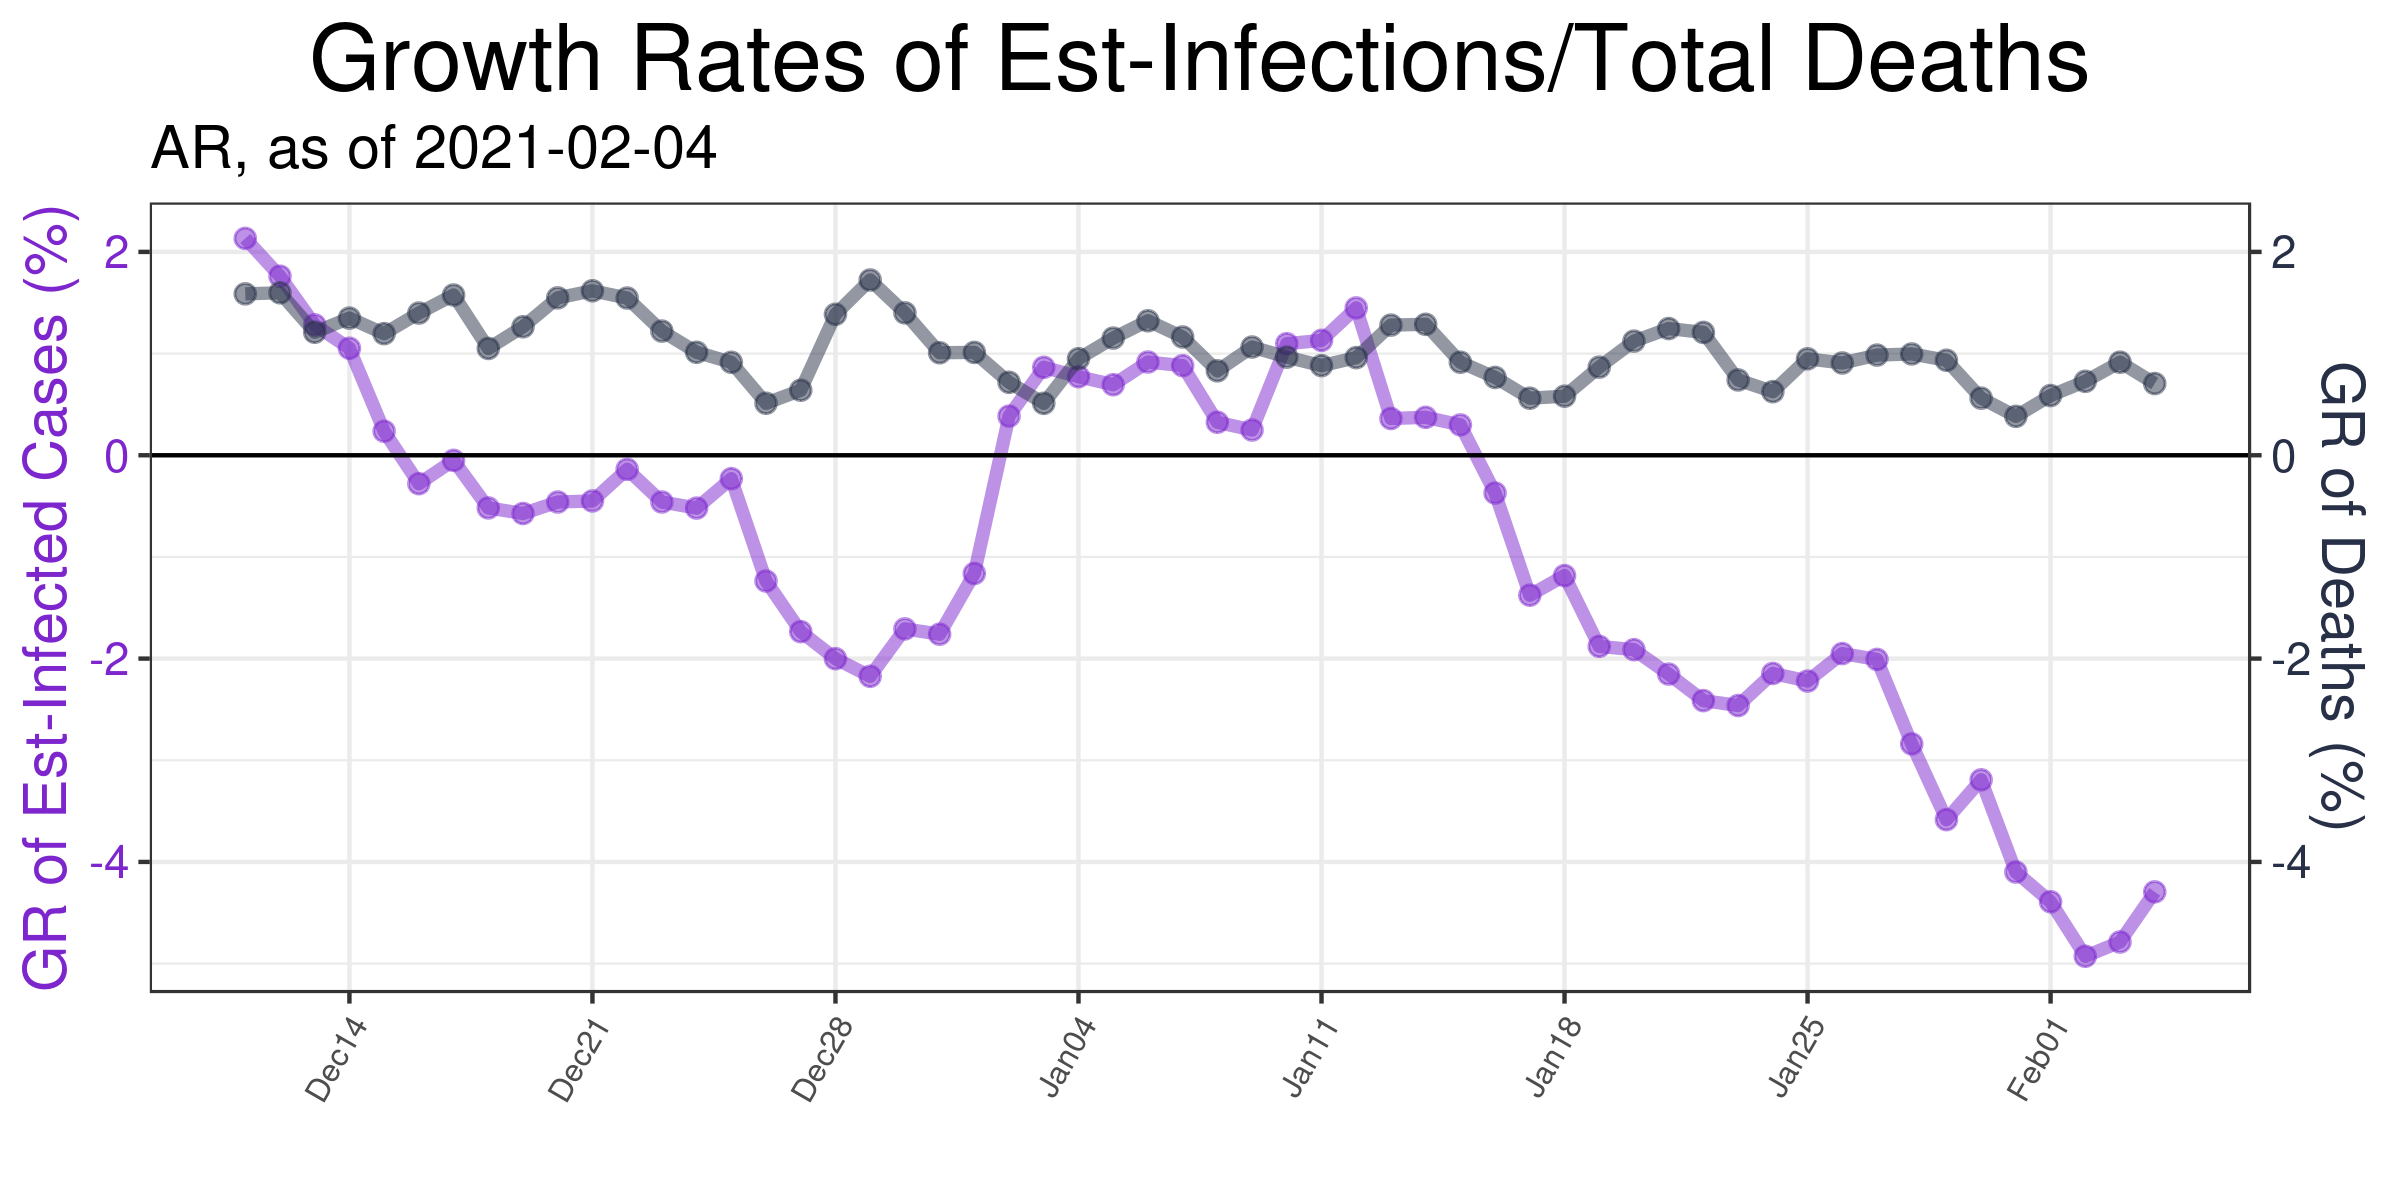 Growth Rates of Est-Infections/Total Deaths
AR, as of 2021-02-04
GR of Est-Infected Cases (%)
2
0
-2
-4
2
0
-2
-4
GR of Deaths (%)
Dec14
Dec21
Dec28
Jan04
Jan11
Jan18
Jan25
Feb01